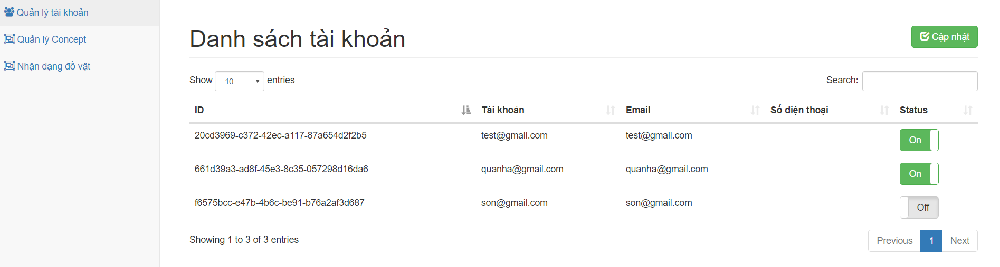 Quản lý tài khoản
Quản lý Concept
Nhận dạng đồ vật
Danh sách tài khoản
Cập nhật
Show 10 entries
Search:
ID Tài khoản Email Số điện thoại Status
20cd3969-c372-42ec-a117-87a654d2f2b5 test@gmail.com test@gmail.com On
661d39a3-ad8f-45e3-8c35-057298d16da6 quanha@gmail.com quanha@gmail.com On
f6575bcc-e47b-4b6c-be91-b76a2af3d687 son@gmail.com son@gmail.com Off
Showing 1 to 3 of 3 entries
Previous 1 Next